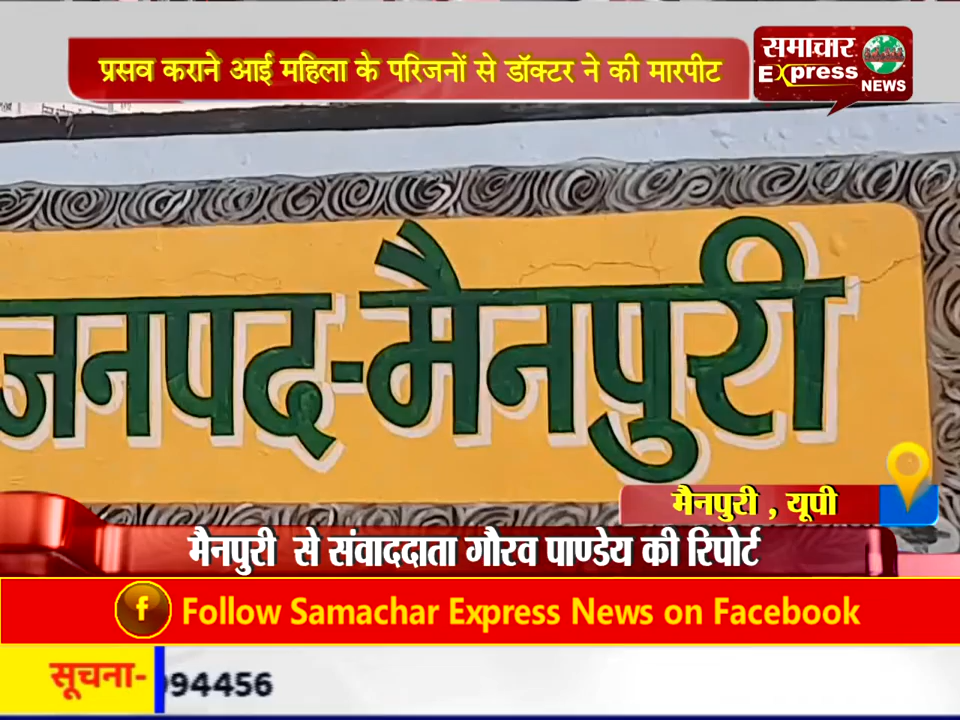 प्रसव कराने आई महिला के परिजनों से डॉक्टर ने की मारपीट
समाचार
Express
NEWS
जनपद-मैनपुरी
मैनपुरी , यूपी
मैनपुरी से संवाददाता गौरव पाण्डेय की रिपोर्ट
f Follow Samachar Express News on Facebook
सूचना- 94456